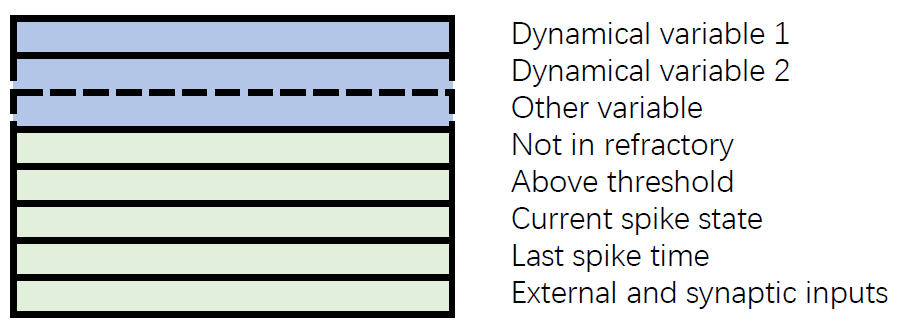 Dynamical variable 1
Dynamical variable 2
Other variable
Not in refractory
Above threshold
Current spike state
Last spike time
External and synaptic inputs